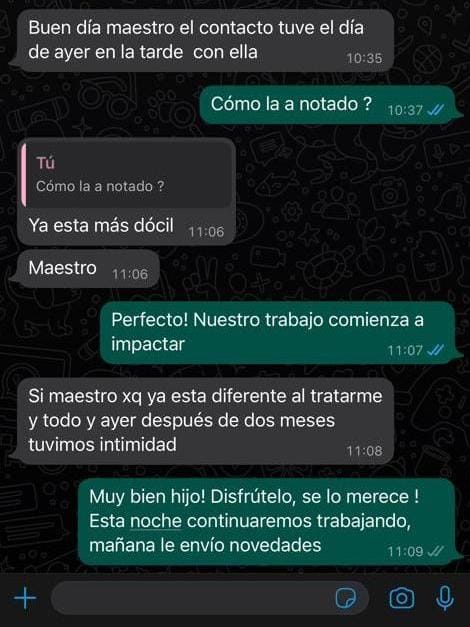 Buen día maestro el contacto tuve el día
de ayer en la tarde con ella
10:35
Cómo la a notado ? 10:37
Tú
Cómo la a notado ?
Ya esta más dócil 11:06
Maestro 11:06
Perfecto! Nuestro trabajo comienza a
impactar
11:07
Si maestro xq ya esta diferente al tratarme
y todo y ayer después de dos meses
tuvimos intimidad
11:08
Muy bien hijo! Disfrútelo, se lo merece !
Esta noche continuaremos trabajando,
mañana le envío novedades 11:09